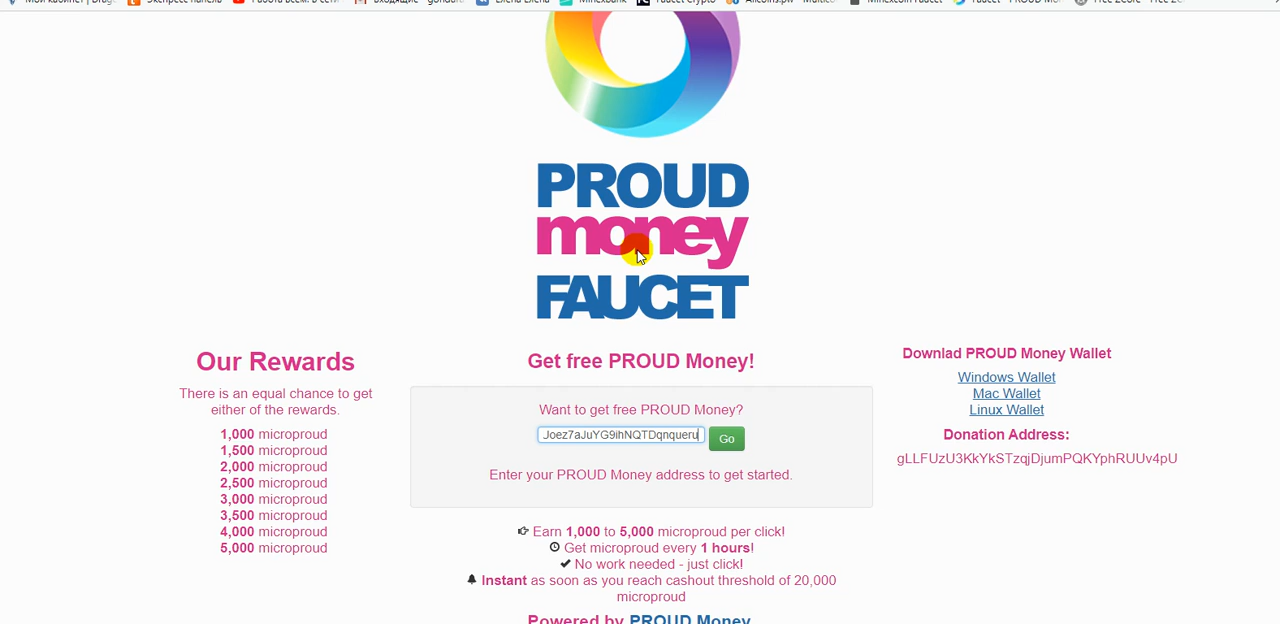 PROUD
money
FAUCET
Our Rewards
There is an equal chance to get
either of the rewards.
1,000 microproud
1,500 microproud
2,000 microproud
2,500 microproud
3,000 microproud
3,500 microproud
4,000 microproud
5,000 microproud
Get free PROUD Money!
Want to get free PROUD Money?
Joez7aJuYG9ihNQTDqnqueru
Go
Enter your PROUD Money address to get started.
Earn 1,000 to 5,000 microproud per click!
Get microproud every 1 hours!
No work needed - just click!
Instant as soon as you reach cashout threshold of 20,000
microproud
Powered by PROUD Money
Downlad PROUD Money Wallet
Windows Wallet
Mac Wallet
Linux Wallet
Donation Address:
gLLFUzU3KkYkSTzqjDjumPQKYphRUUv4pU